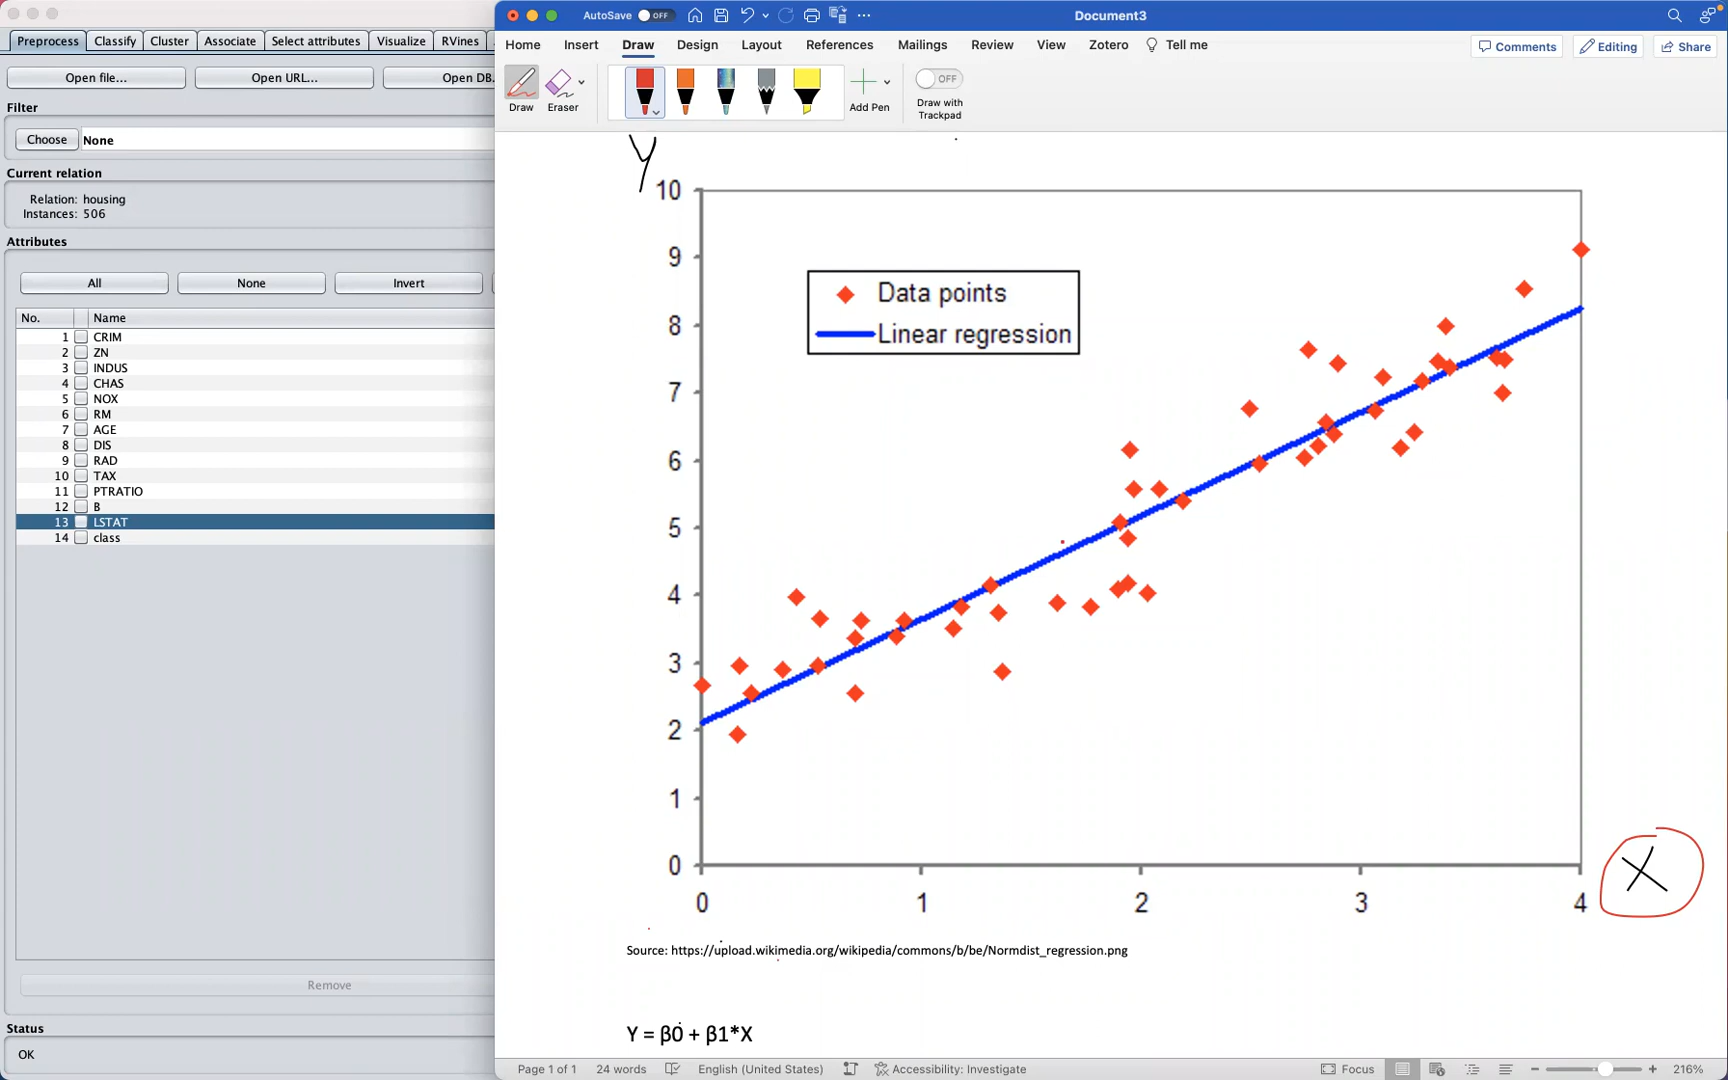 Preprocess Classify Cluster Associate Select attributes Visualize RVines
Open file... Open URL... Open DB.
Filter
Choose None
Current relation
Relation: housing
Instances: 506
Attributes
All None Invert
No. Name
1 CRIM
2 ZN
3 INDUS
4 CHAS
5 NOX
6 RM
7 AGE
8 DIS
9 RAD
10 TAX
11 PTRATIO
12 B
13 LSTAT
14 class
Remove
Status
OK
AutoSave OFF Document3
Home Insert Draw Design Layout References Mailings Review View Zotero Tell me Comments Editing Share
Draw Eraser Add Pen OFF Draw with
Trackpad
Y
10
9
8
7
6
5
4
3
2
1
0
Data points
Linear regression
0 1 2 3 4 X
Source: https://upload.wikimedia.org/wikipedia/commons/b/be/Normdist_regression.png
Y = β0 + β1*X
Page 1 of 1 24 words English (United States) Accessibility: Investigate Focus 216%